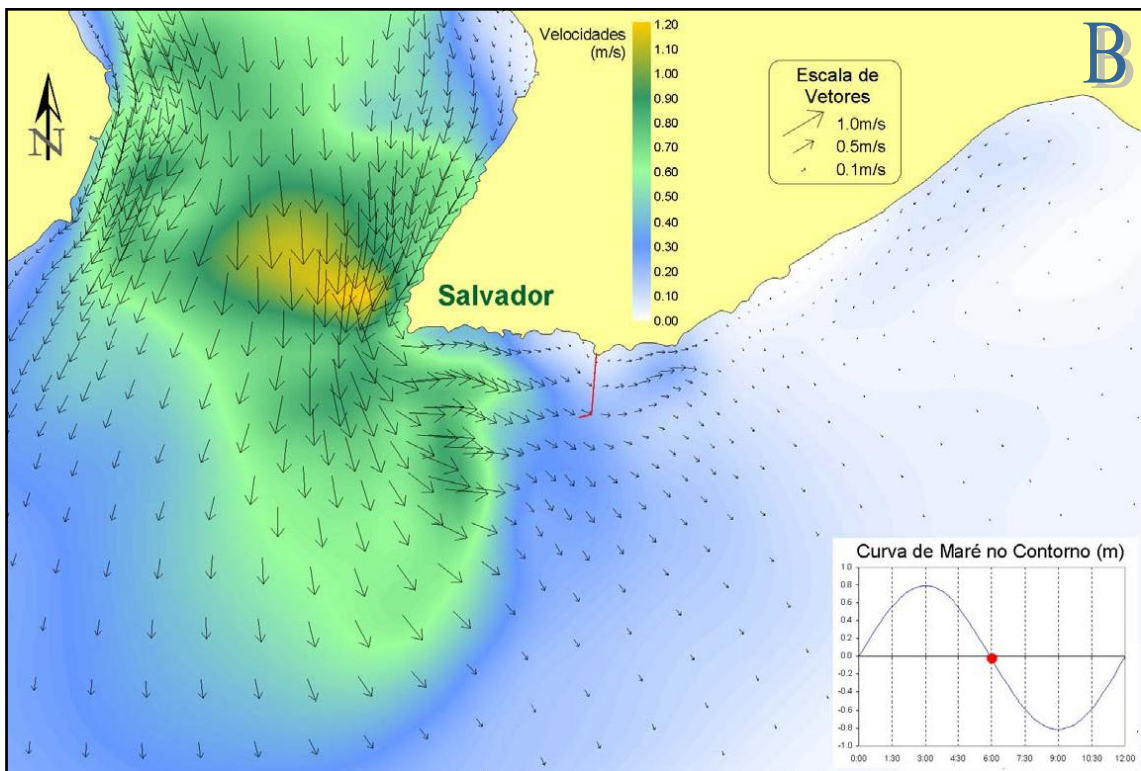 B
N
Velocidades
(m/s)
1.20
1.10
1.00
0.90
0.80
0.70
0.60
0.50
0.40
0.30
0.20
0.10
0.00
Escala de
Vetores
1.0m/s
0.5m/s
0.1m/s
Salvador
Curva de Maré no Contorno (m)
1.0
0.8
0.6
0.4
0.2
0.0
-0.2
-0.4
-0.6
-0.8
-1.0
0:00 1:30 3:00 4:30 6:00 7:30 9:00 10:30 12:00